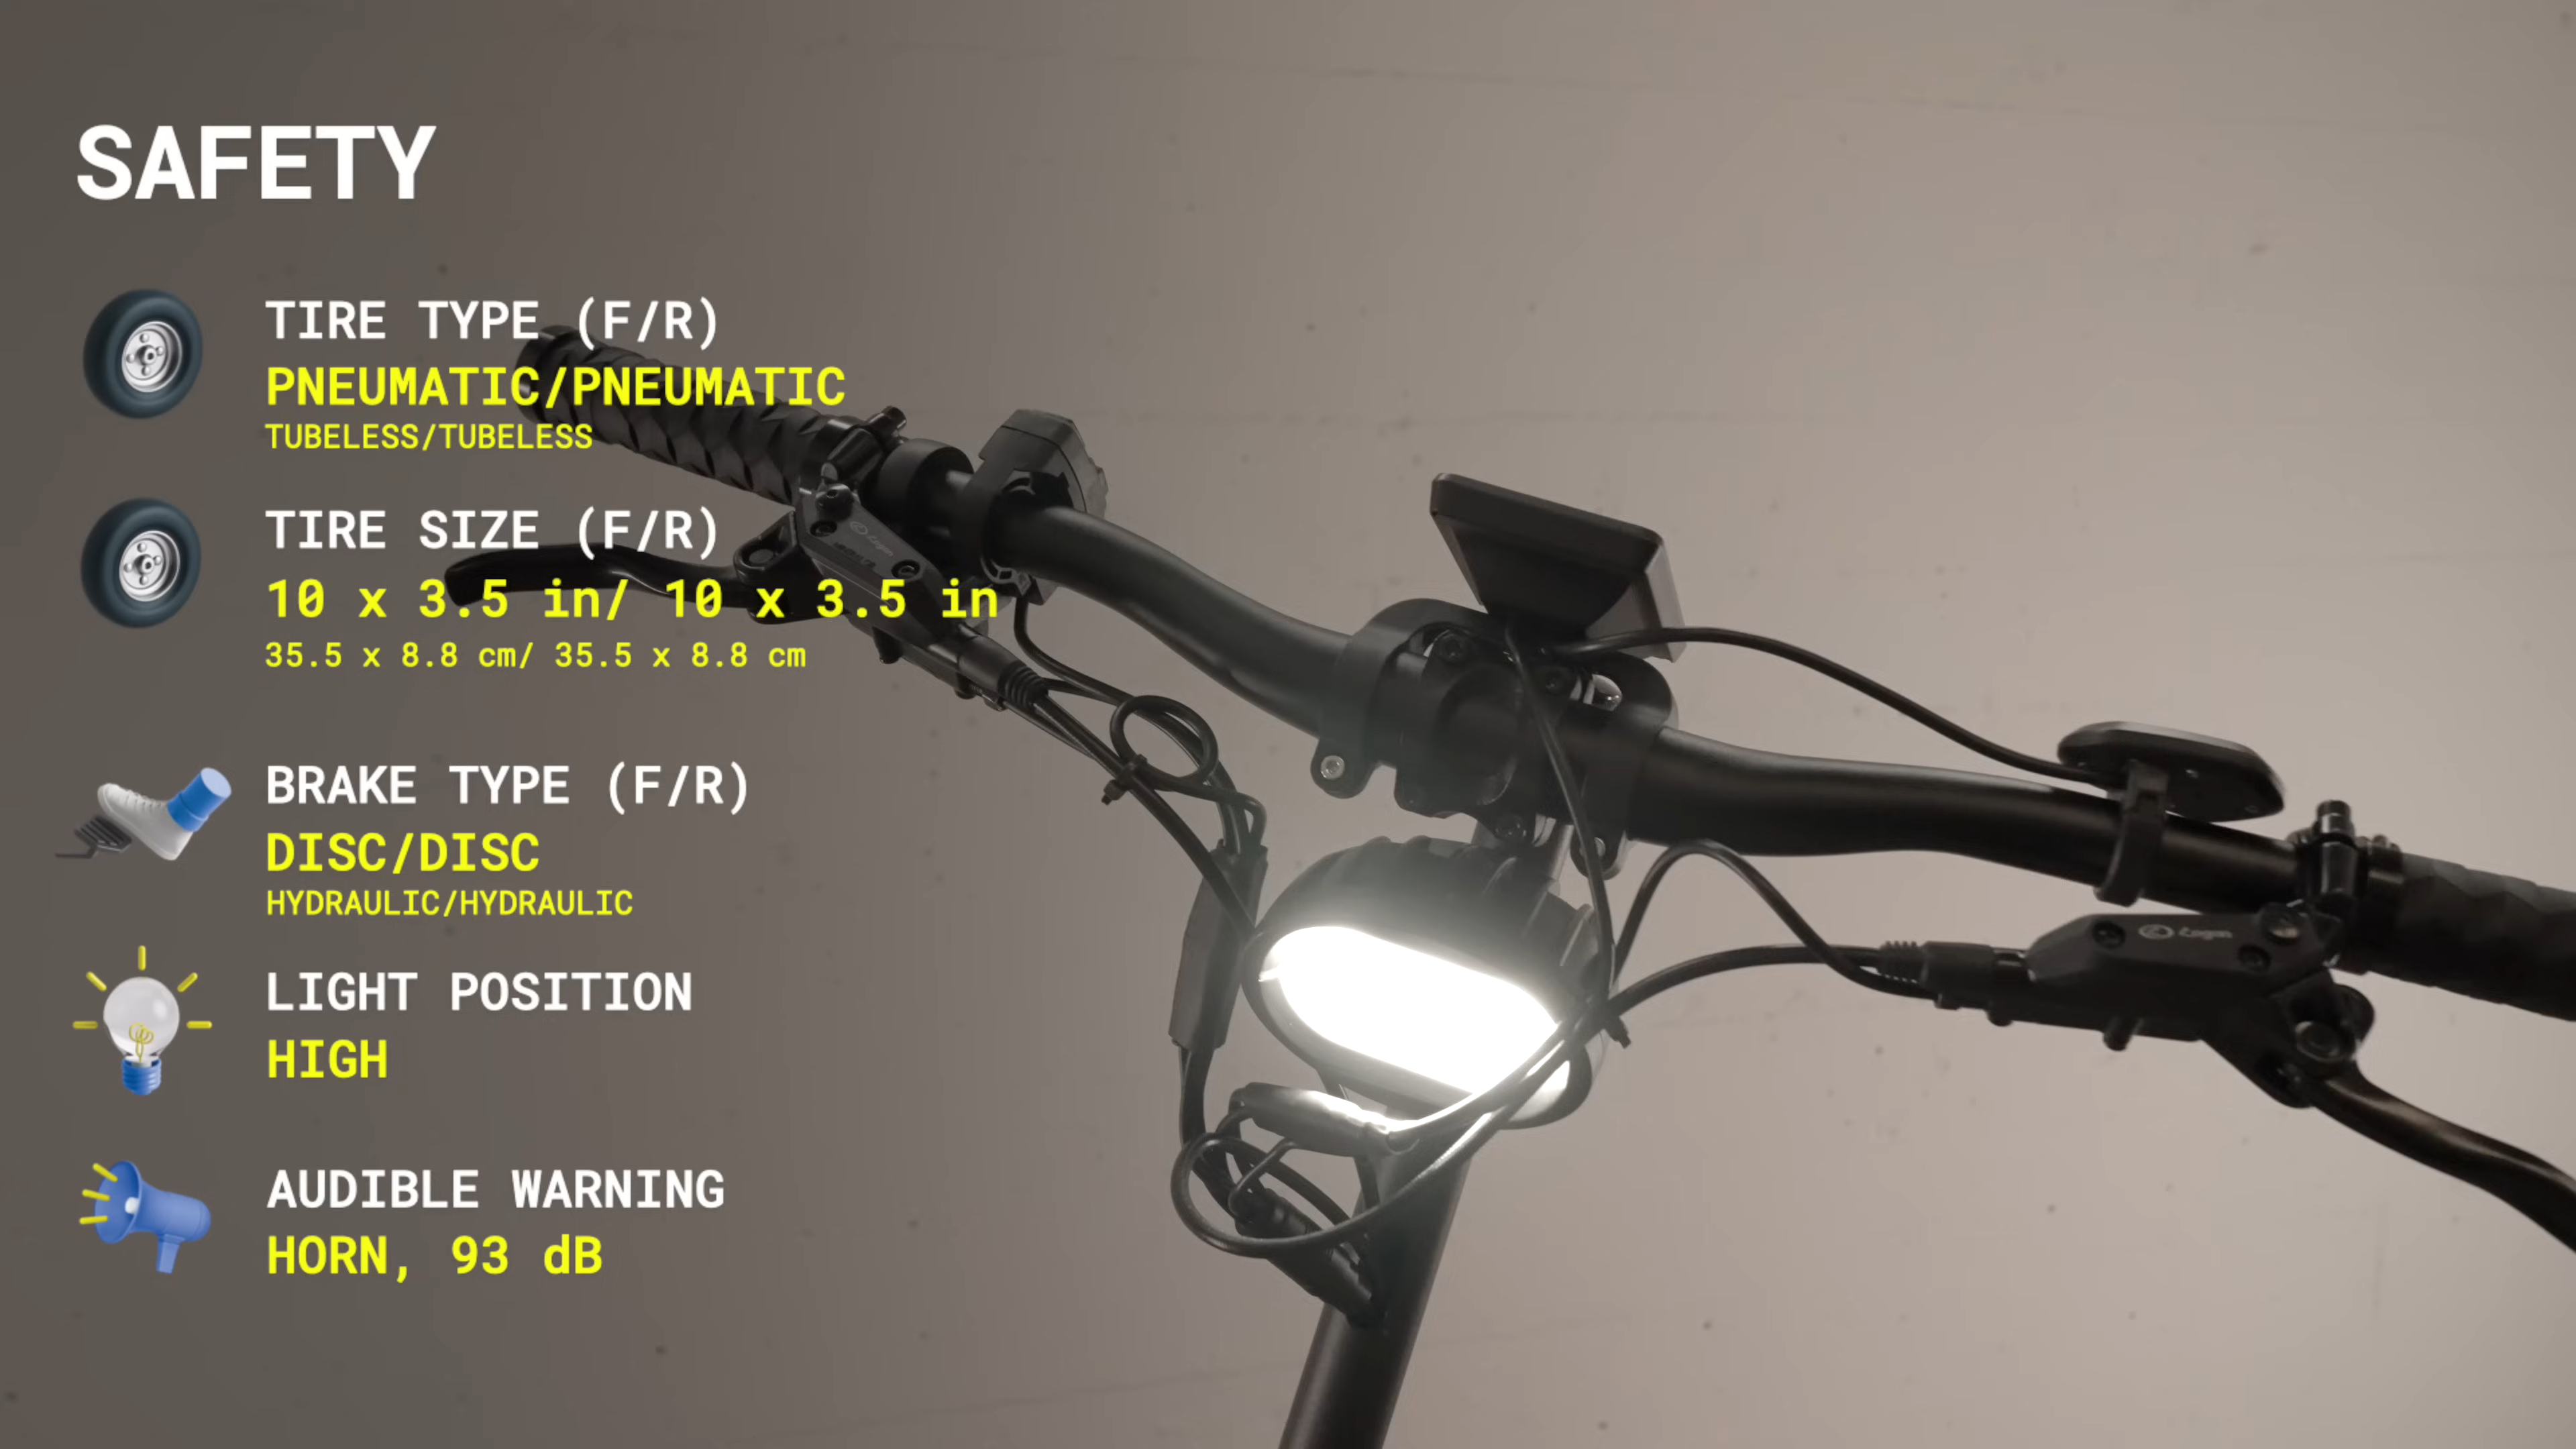 SAFETY
TIRE TYPE (F/R)
PNEUMATIC/PNEUMATIC
TUBELESS/TUBELESS
TIRE SIZE (F/R)
10 x 3.5 in/ 10 x 3.5 in
35.5 x 8.8 cm/ 35.5 x 8.8 cm
BRAKE TYPE (F/R)
DISC/DISC
HYDRAULIC/HYDRAULIC
LIGHT POSITION
HIGH
AUDIBLE WARNING
HORN, 93 dB